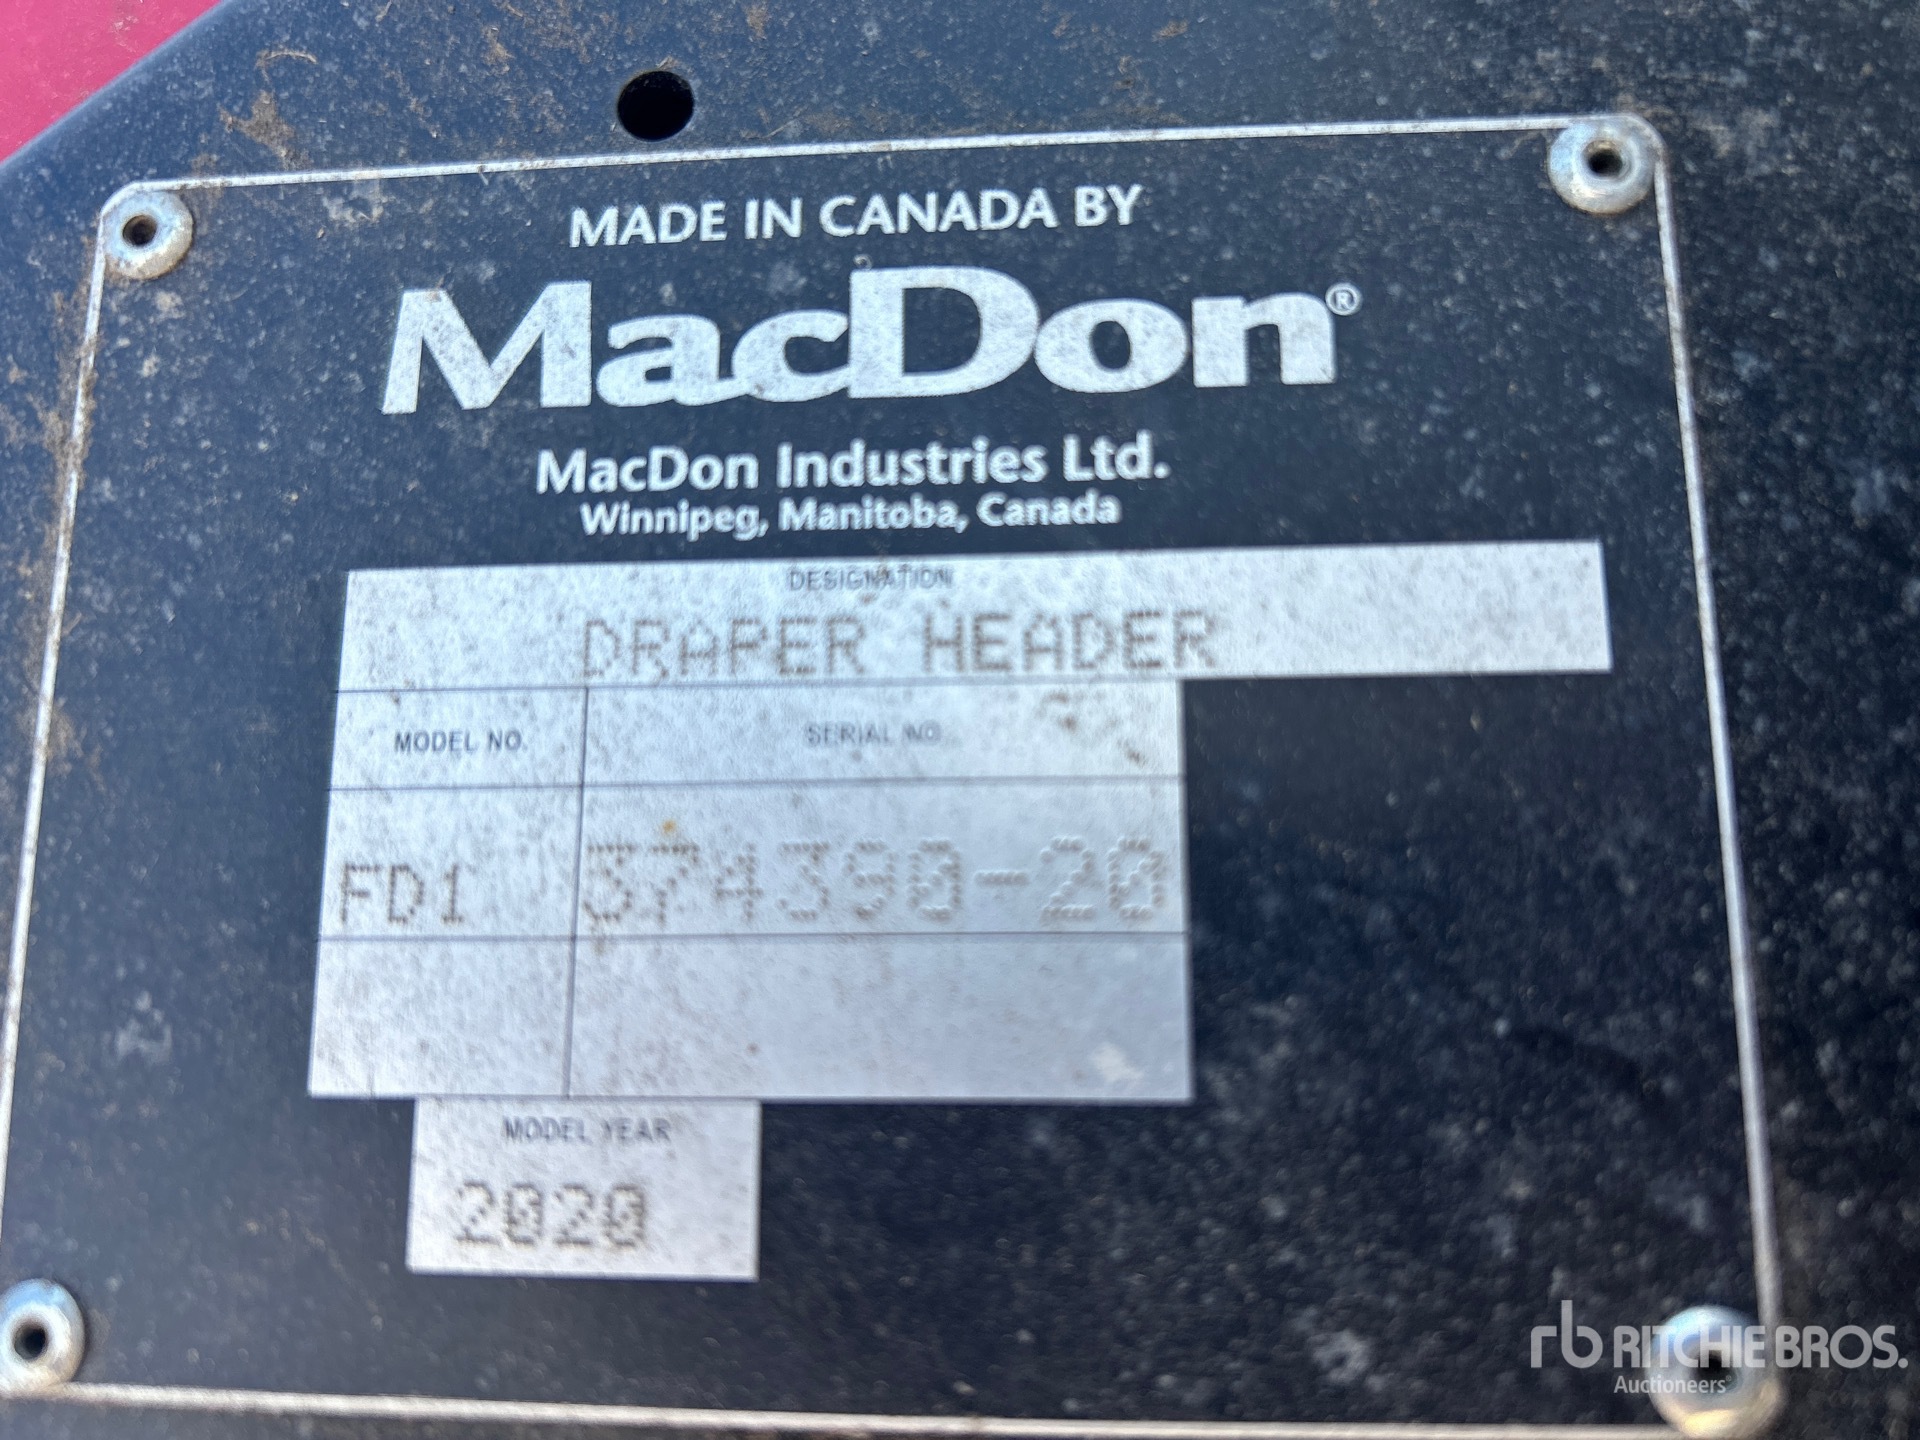 MADE IN CANADA BY
MacDon®
MacDon Industries Ltd.
Winnipeg, Manitoba, Canada
DESIGNATION
DRAPER HEADER
MODEL NO. SERIAL NO.
FD1 374390-20
MODEL YEAR
2020
rb RITCHIE BROS.
Auctioneers